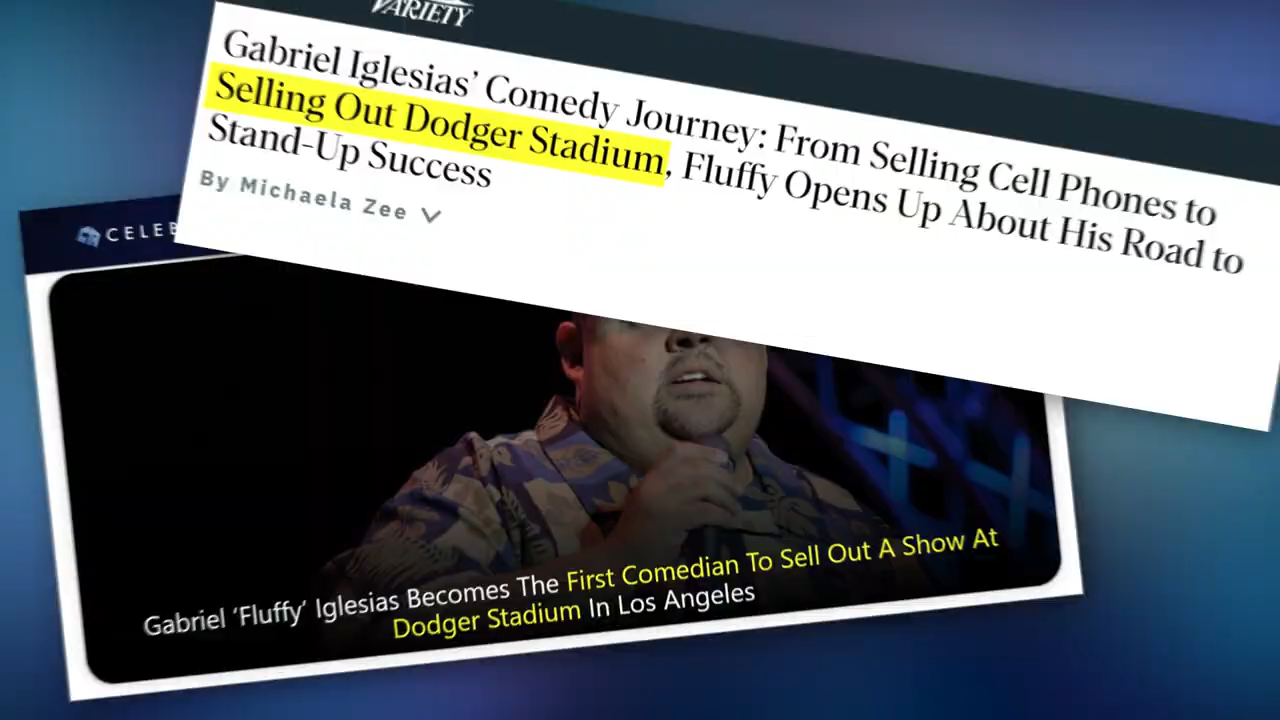 VARIETY
Gabriel Iglesias’ Comedy Journey: From Selling Cell Phones to
Selling Out Dodger Stadium, Fluffy Opens Up About His Road to
Stand-Up Success
By Michaela Zee
CELEB
Gabriel ‘Fluffy’ Iglesias Becomes The First Comedian To Sell Out A Show At
Dodger Stadium In Los Angeles